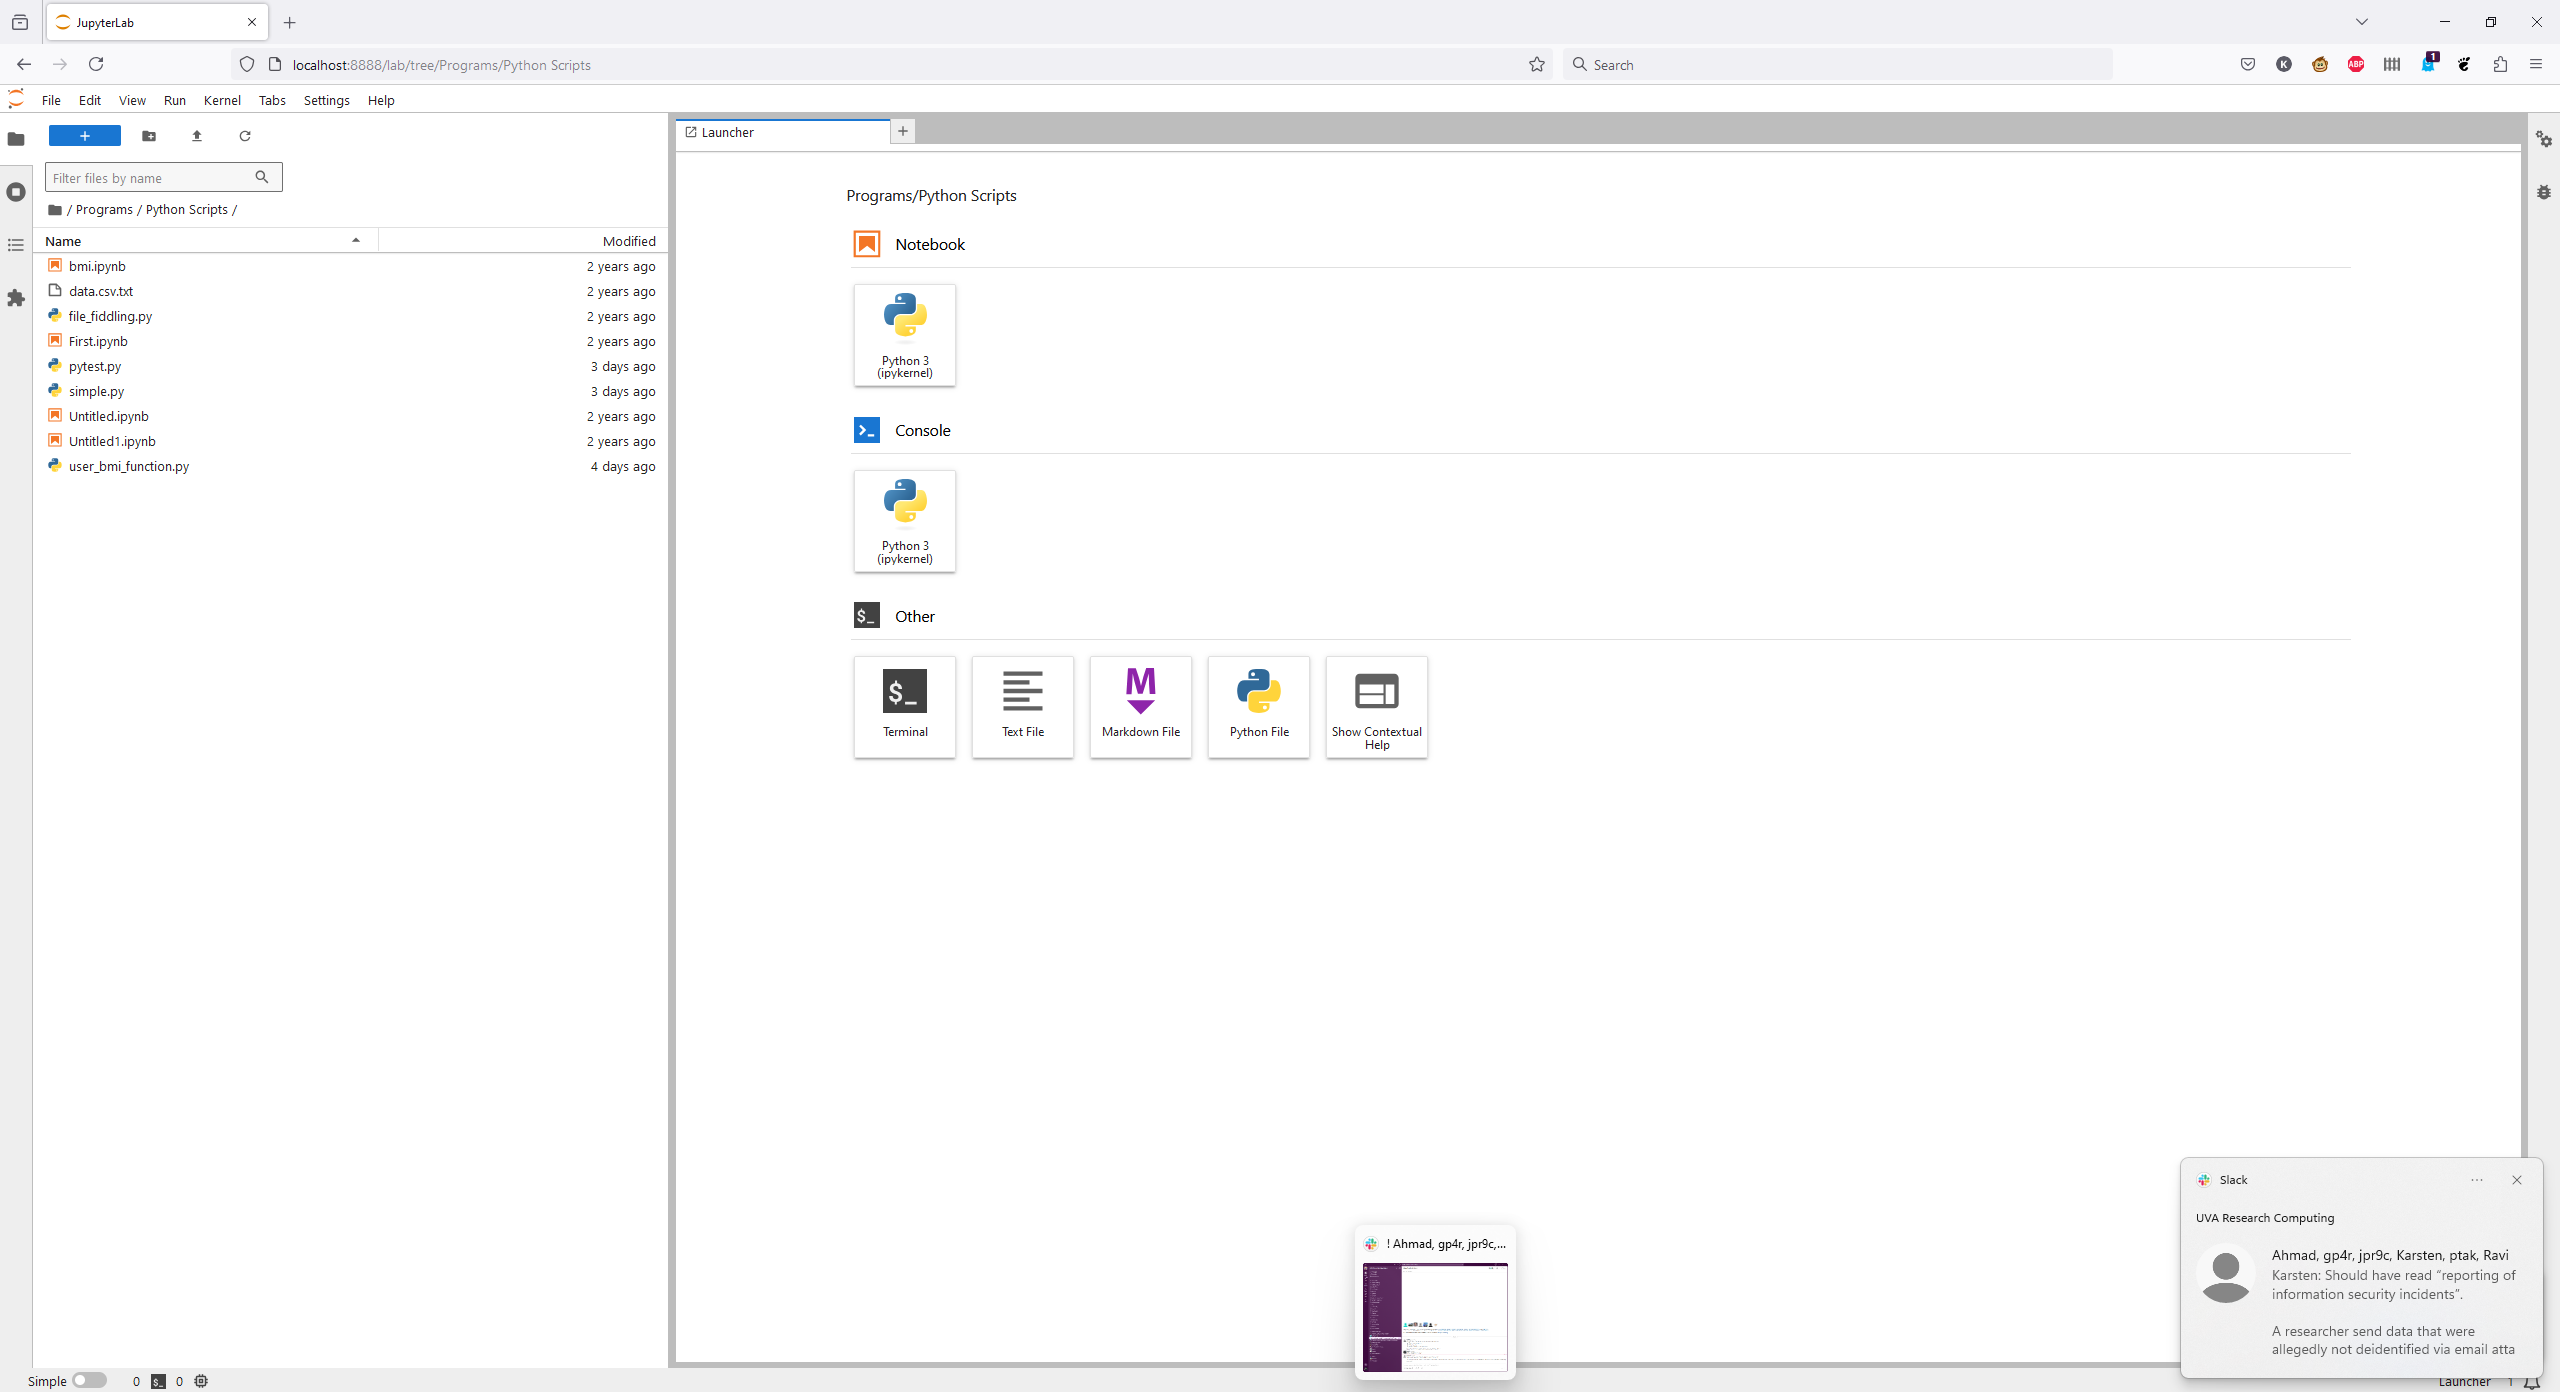 JupyterLab
localhost:8888/lab/tree/Programs/Python Scripts
Search
K
ABP
1
File Edit View Run Kernel Tabs Settings Help
+
Filter files by name
/ Programs / Python Scripts /
Name Modified
bmi.ipynb 2 years ago
data.csv.txt 2 years ago
file_fiddling.py 2 years ago
First.ipynb 2 years ago
pytest.py 3 days ago
simple.py 3 days ago
Untitled.ipynb 2 years ago
Untitled1.ipynb 2 years ago
user_bmi_function.py 4 days ago
Launcher
Programs/Python Scripts
Notebook
Python 3
(ipykernel)
Console
Python 3
(ipykernel)
$_ Other
$_
M
Terminal
Text File
Markdown File
Python File
Show Contextual
Help
! Ahmad, gp4r, jpr9c,...
Slack
UVA Research Computing
Ahmad, gp4r, jpr9c, Karsten, ptak, Ravi
Karsten: Should have read “reporting of
information security incidents”.
A researcher send data that were
allegedly not deidentified via email atta
Simple 0 $_ 0
Launcher 1